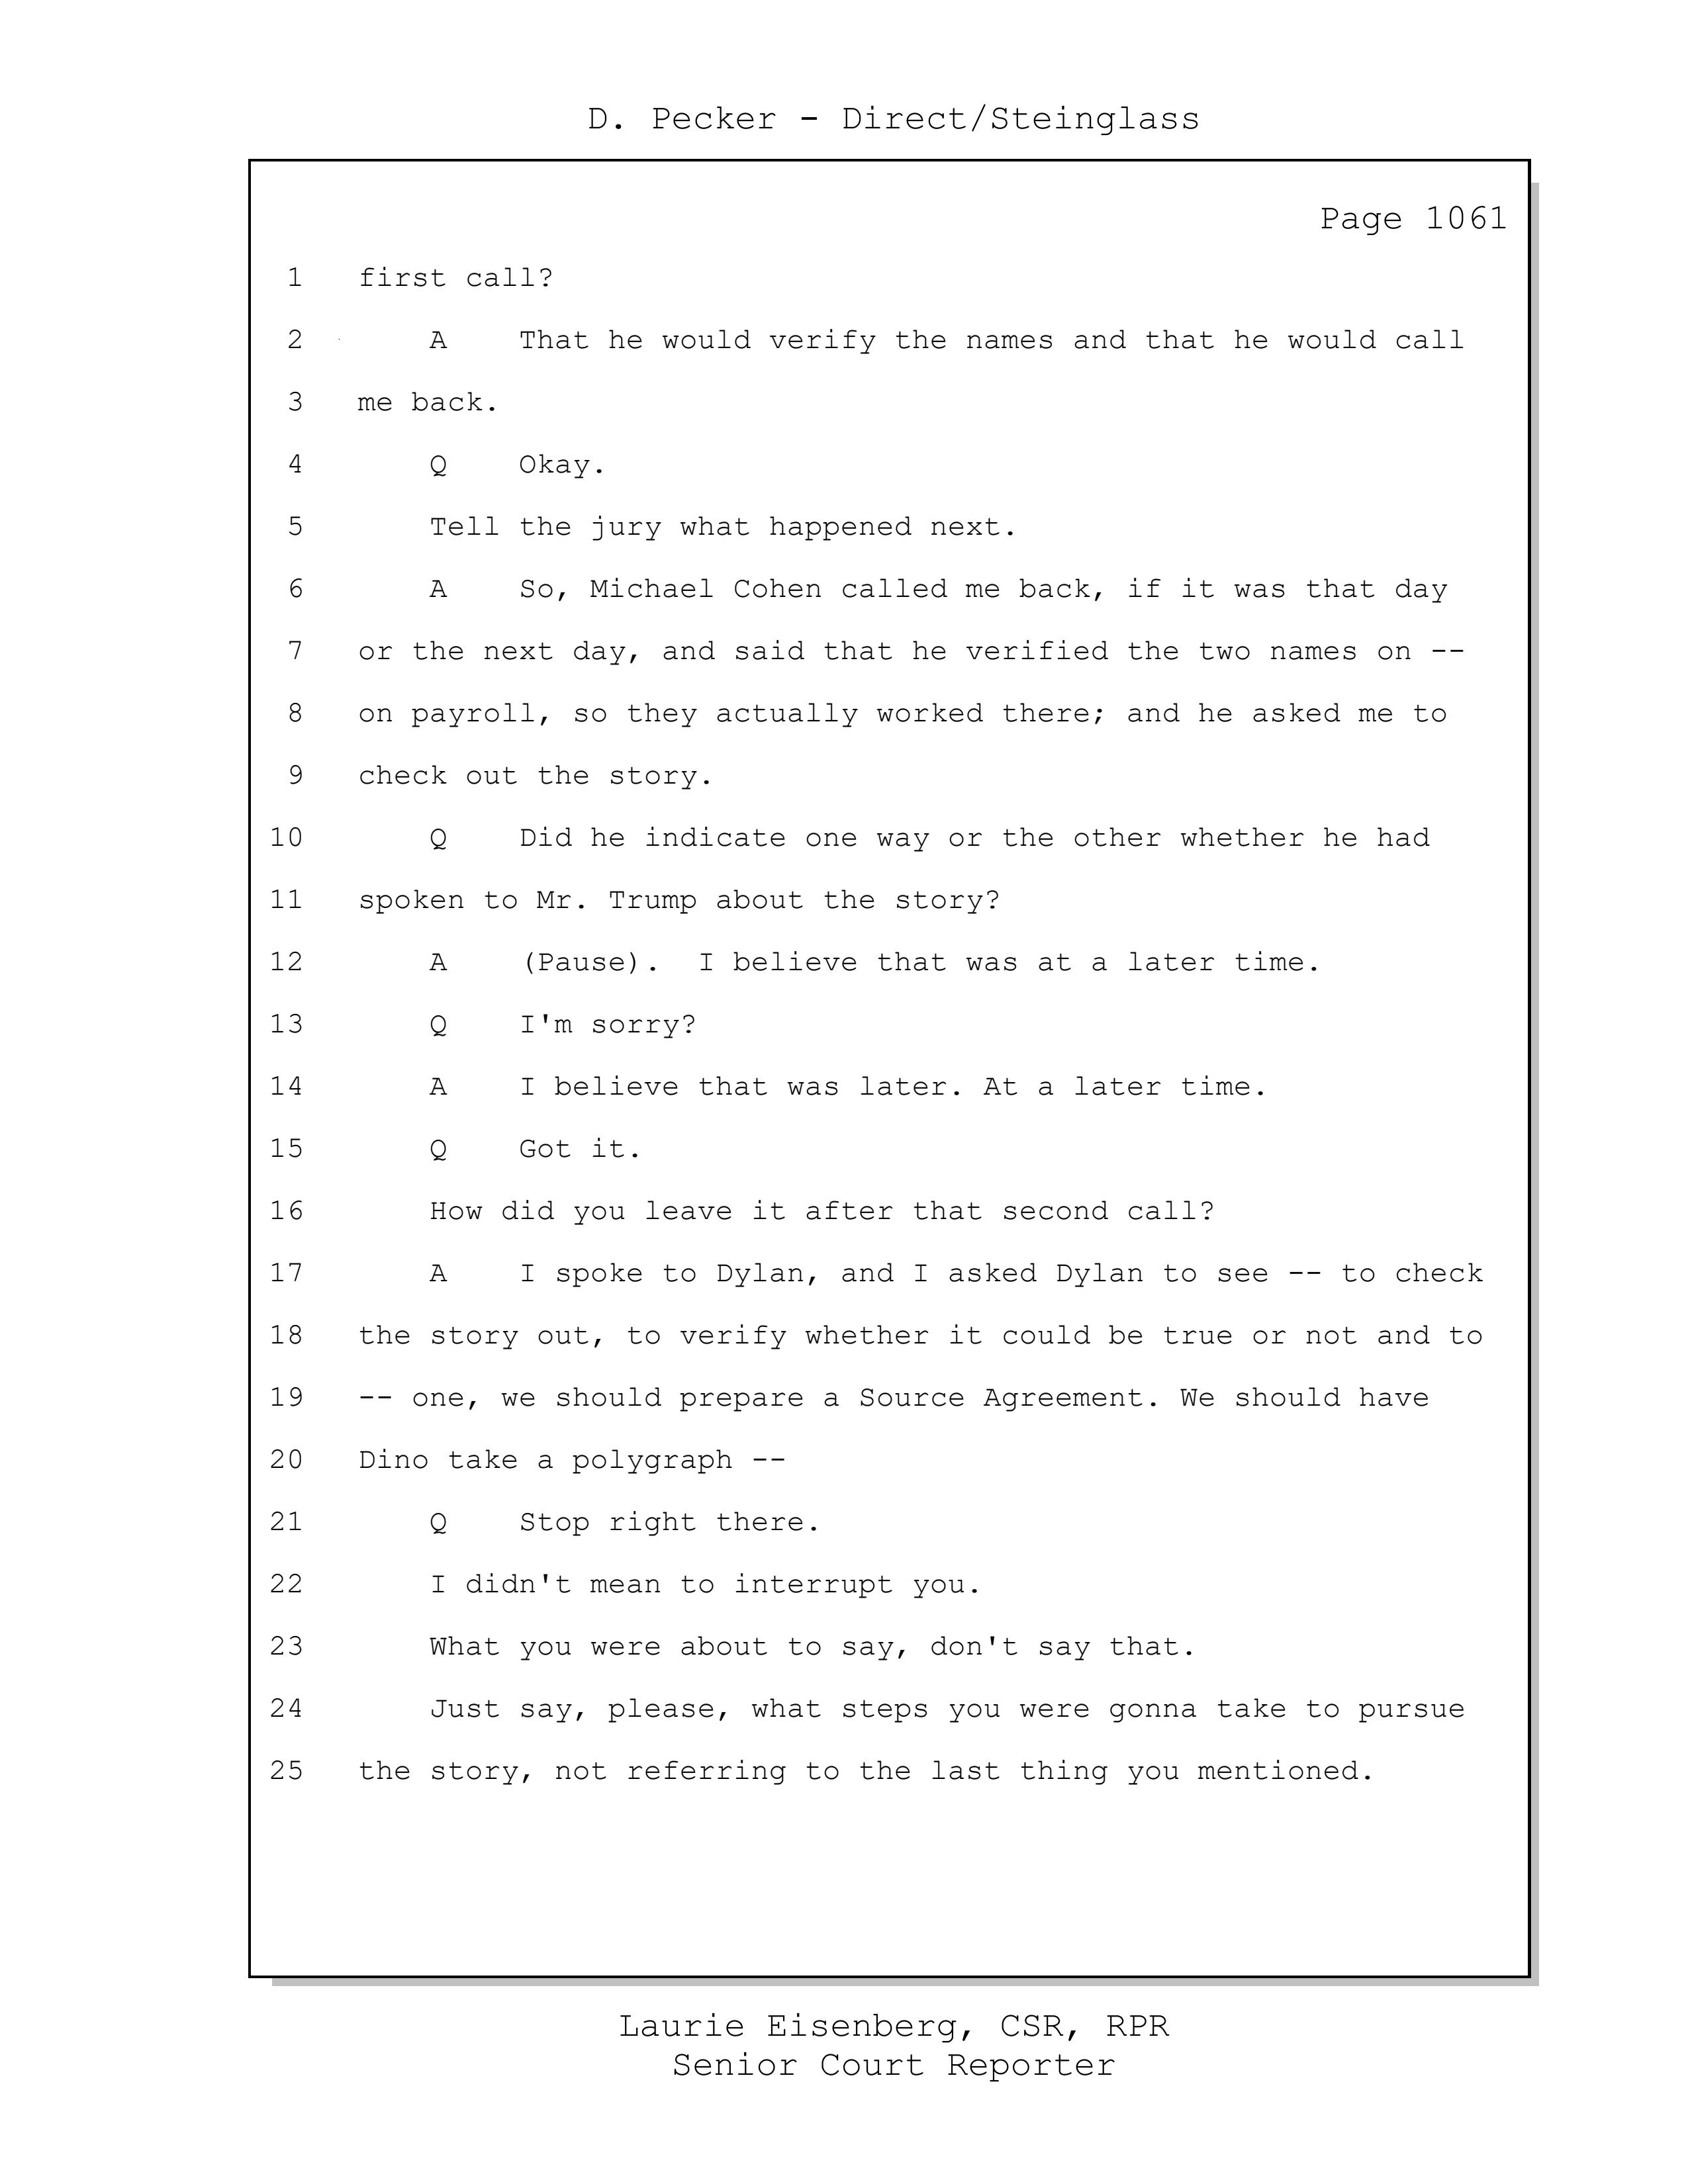 D. Pecker - Direct/Steinglass
Page 1061
1 first call?
2 A That he would verify the names and that he would call
3 me back.
4 Q Okay.
5 Tell the jury what happened next.
6 A So, Michael Cohen called me back, if it was that day
7 or the next day, and said that he verified the two names on --
8 on payroll, so they actually worked there; and he asked me to
9 check out the story.
10 Q Did he indicate one way or the other whether he had
11 spoken to Mr. Trump about the story?
12 A (Pause). I believe that was at a later time.
13 Q I'm sorry?
14 A I believe that was later. At a later time.
15 Q Got it.
16 How did you leave it after that second call?
17 A I spoke to Dylan, and I asked Dylan to see -- to check
18 the story out, to verify whether it could be true or not and to
19 -- one, we should prepare a Source Agreement. We should have
20 Dino take a polygraph --
21 Q Stop right there.
22 I didn't mean to interrupt you.
23 What you were about to say, don't say that.
24 Just say, please, what steps you were gonna take to pursue
25 the story, not referring to the last thing you mentioned.
Laurie Eisenberg, CSR, RPR
Senior Court Reporter